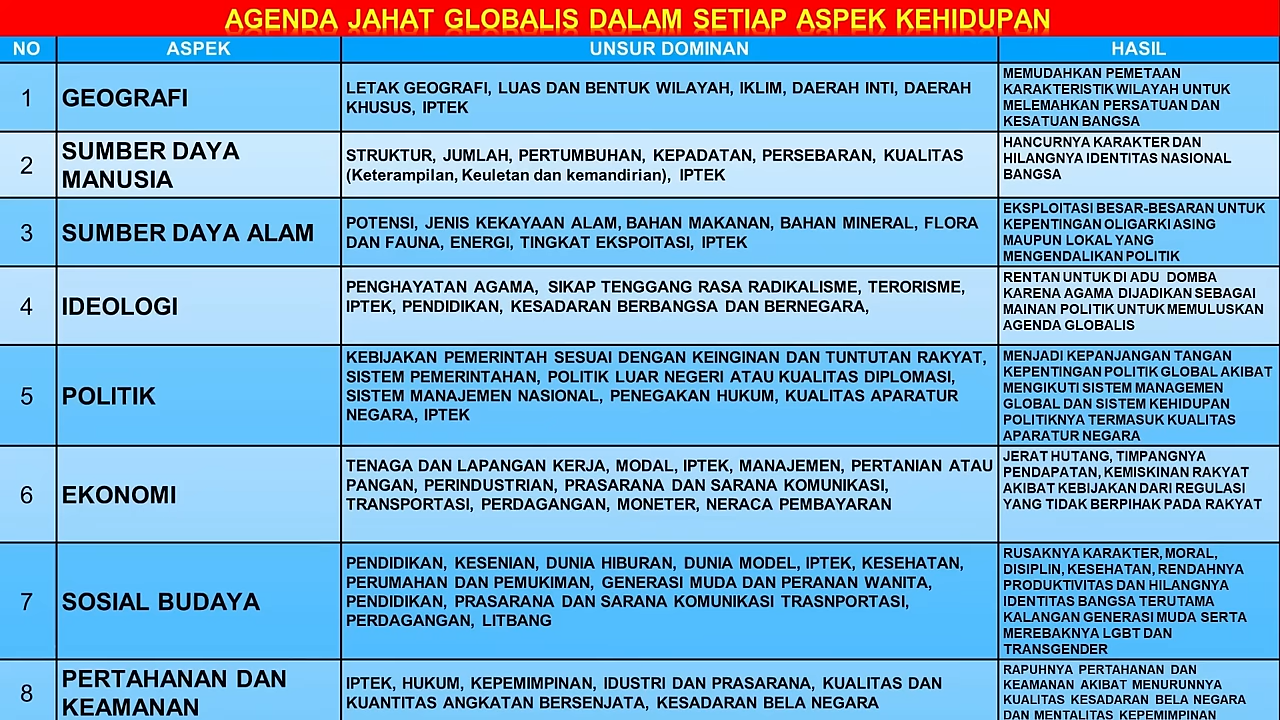 AGENDA JAHAT GLOBALIS DALAM SETIAP ASPEK KEHIDUPAN
NO ASPEK UNSUR DOMINAN HASIL
1
GEOGRAFI
LETAK GEOGRAFI, LUAS DAN BENTUK WILAYAH, IKLIM, DAERAH INTI, DAERAH
KHUSUS, IPTEK
MEMUDAHKAN PEMETAAN
KARAKTERISTIK WILAYAH UNTUK
MELEMAHKAN PERSATUAN DAN
KESATUAN BANGSA
2
SUMBER DAYA
MANUSIA
STRUKTUR, JUMLAH, PERTUMBUHAN, KEPADATAN, PERSEBARAN, KUALITAS
(Keterampilan, Keuletan dan kemandirian), IPTEK
HANCURNYA KARAKTER DAN
HILANGNYA IDENTITAS NASIONAL
BANGSA
3
SUMBER DAYA ALAM
POTENSI, JENIS KEKAYAAN ALAM, BAHAN MAKANAN, BAHAN MINERAL, FLORA
DAN FAUNA, ENERGI, TINGKAT EKSPOITASI, IPTEK
EKSPLOITASI BESAR-BESARAN UNTUK
KEPENTINGAN OLIGARKI ASING
MAUPUN LOKAL YANG
MENGENDALIKAN POLITIK
4
IDEOLOGI
PENGHAYATAN AGAMA, SIKAP TENGGANG RASA RADIKALISME, TERORISME,
IPTEK, PENDIDIKAN, KESADARAN BERBANGSA DAN BERNEGARA,
RENTAN UNTUK DI ADU DOMBA
KARENA AGAMA DIJADIKAN SEBAGAI
MAINAN POLITIK UNTUK MEMULUSKAN
AGENDA GLOBALIS
5
POLITIK
KEBIJAKAN PEMERINTAH SESUAI DENGAN KEINGINAN DAN TUNTUTAN RAKYAT,
SISTEM PEMERINTAHAN, POLITIK LUAR NEGERI ATAU KUALITAS DIPLOMASI,
SISTEM MANAJEMEN NASIONAL, PENEGAKAN HUKUM, KUALITAS APARATUR
NEGARA, IPTEK
MENJADI KEPANJANGAN TANGAN
KEPENTINGAN POLITIK GLOBAL AKIBAT
MENGIKUTI SISTEM MANAGEMEN
GLOBAL DAN SISTEM KEHIDUPAN
POLITIKNYA TERMASUK KUALITAS
APARATUR NEGARA
6
EKONOMI
TENAGA DAN LAPANGAN KERJA, MODAL, IPTEK, MANAJEMEN, PERTANIAN ATAU
PANGAN, PERINDUSTRIAN, PRASARANA DAN SARANA KOMUNIKASI,
TRANSPORTASI, PERDAGANGAN, MONETER, NERACA PEMBAYARAN
JERAT HUTANG, TIMPANGNYA
PENDAPATAN, KEMISKINAN RAKYAT
AKIBAT KEBIJAKAN DARI REGULASI
YANG TIDAK BERPIHAK PADA RAKYAT
7
SOSIAL BUDAYA
PENDIDIKAN, KESENIAN, DUNIA HIBURAN, DUNIA MODEL, IPTEK, KESEHATAN,
PERUMAHAN DAN PEMUKIMAN, GENERASI MUDA DAN PERANAN WANITA,
PENDIDIKAN, PRASARANA DAN SARANA KOMUNIKASI TRASNPORTASI,
PERDAGANGAN, LITBANG
RUSAKNYA KARAKTER, MORAL,
DISIPLIN, KESEHATAN, RENDAHNYA
PRODUKTIVITAS DAN HILANGNYA
IDENTITAS BANGSA TERUTAMA
KALANGAN GENERASI MUDA SERTA
MEREBAKNYA LGBT DAN
TRANSGENDER
8
PERTAHANAN DAN
KEAMANAN
IPTEK, HUKUM, KEPEMIMPINAN, IDUSTRI DAN PRASARANA, KUALITAS DAN
KUANTITAS ANGKATAN BERSENJATA, KESADARAN BELA NEGARA
RAPUHNYA PERTAHANAN DAN
KEAMANAN AKIBAT MENURUNNYA
KUALITAS KESADARAN BELA NEGARA
DAN MENTALITAS KEPEMIMPINAN